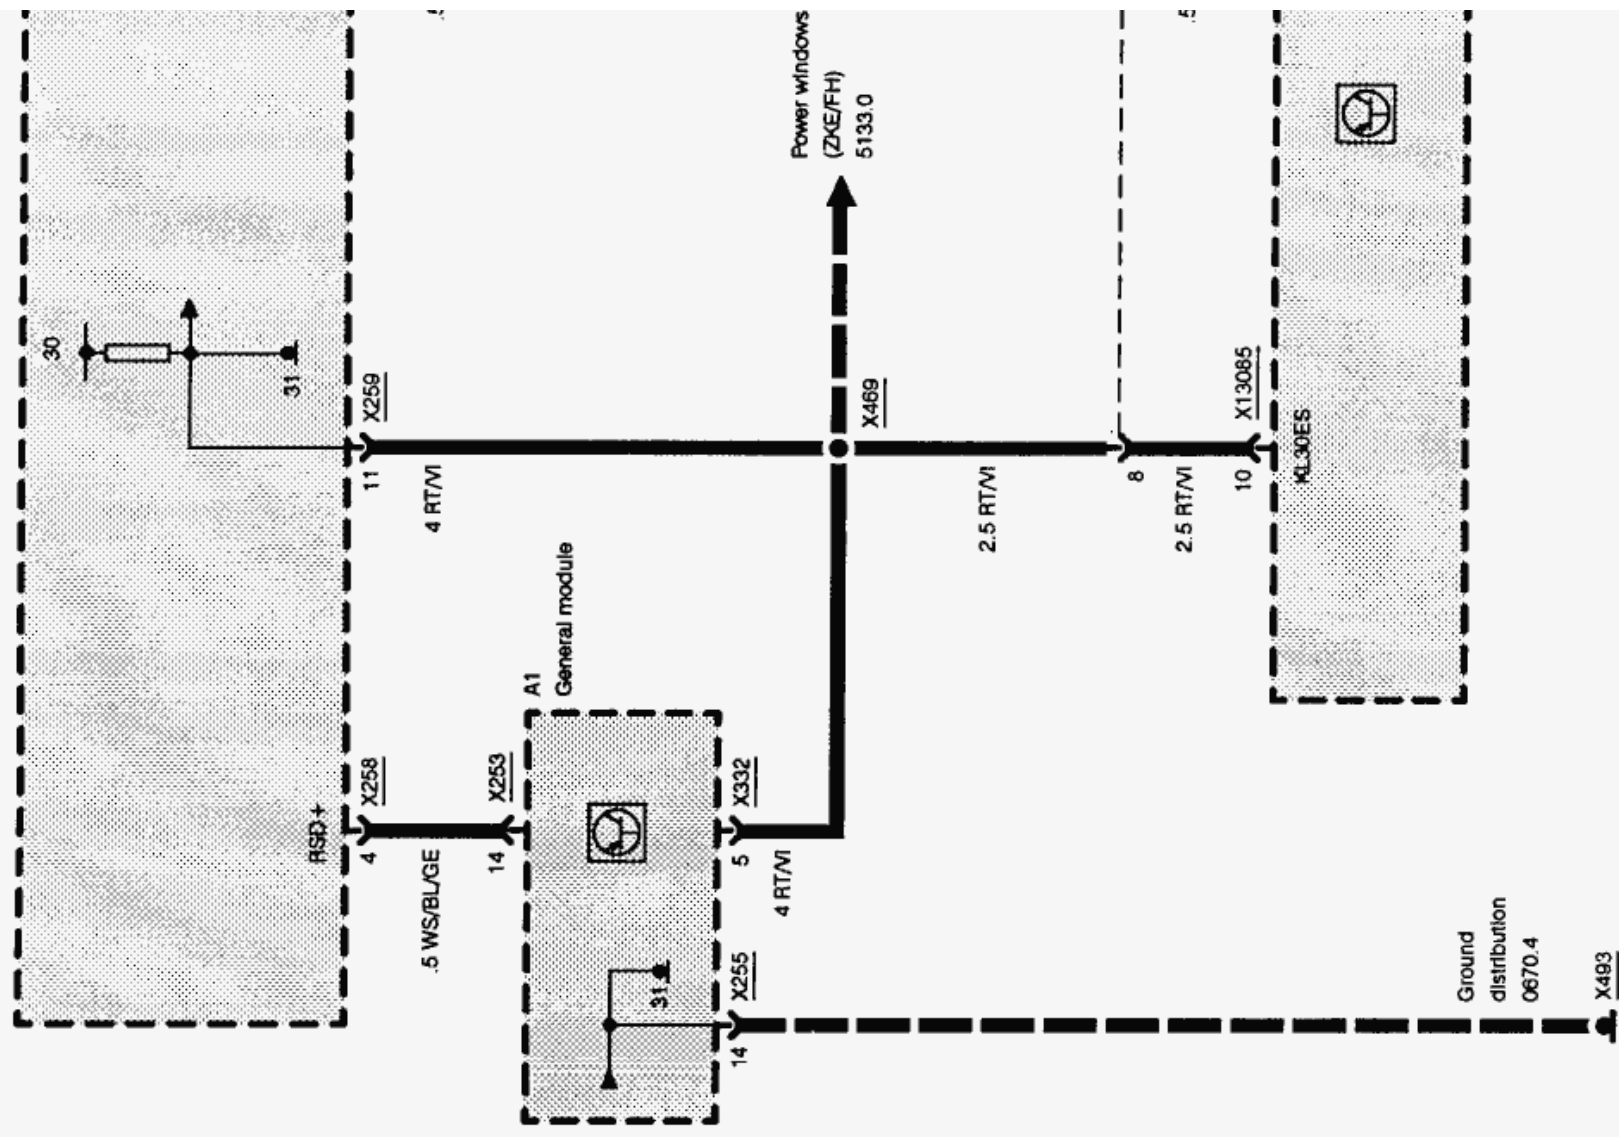 .5
.5
Power windows
(ZKE/FH)
5133.0
30
31
X259
11
4 RT/VI
X469
2.5 RT/VI
8
2.5 RT/VI
X13085
10
KL30ES
A1
General module
RSD+
X258
4
.5 WS/BL/GE
X253
14
X332
5
4 RT/VI
31
X255
14
Ground
distribution
0670.4
X493